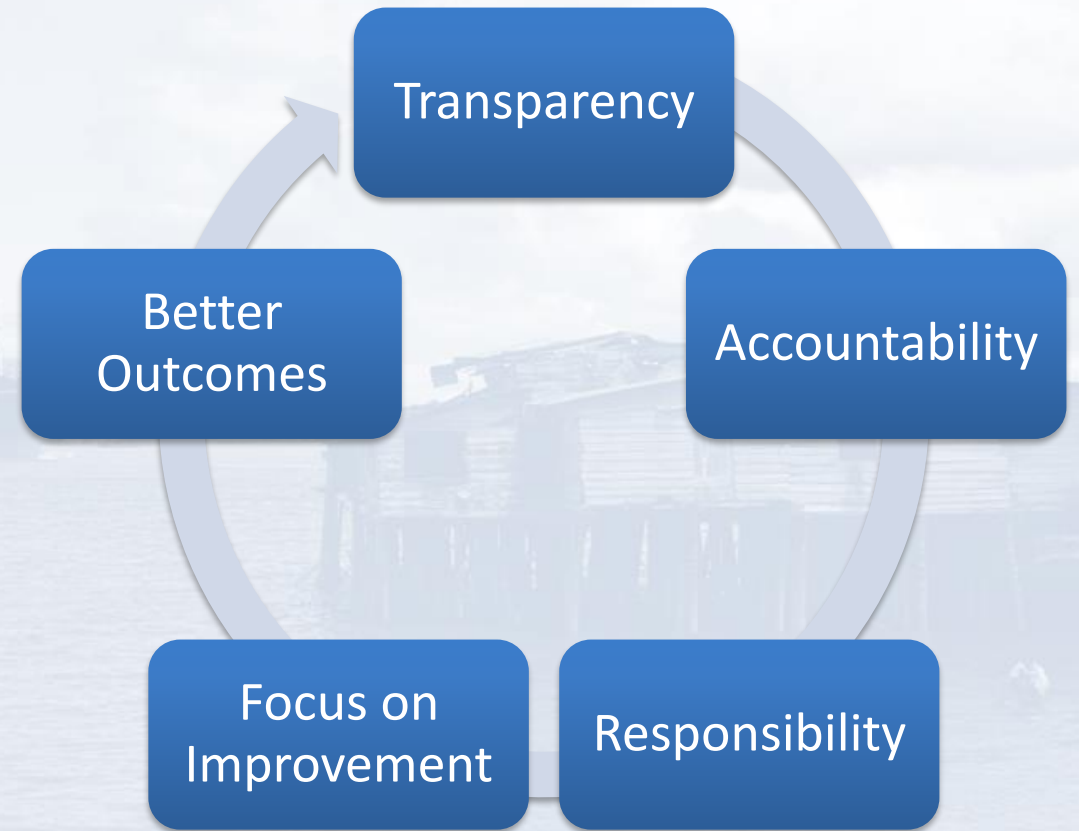 Transparency
Accountability
Responsibility
Focus on
Improvement
Better
Outcomes